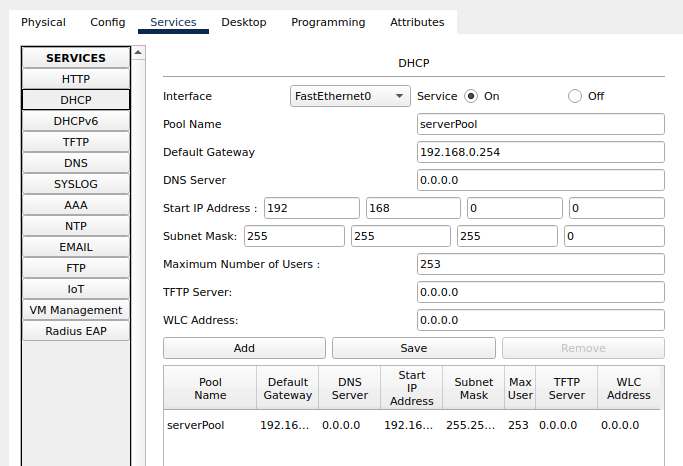 Physical Config Services Desktop Programming Attributes
SERVICES
HTTP
DHCP
DHCPv6
TFTP
DNS
SYSLOG
AAA
NTP
EMAIL
FTP
IoT
VM Management
Radius EAP
DHCP
Interface FastEthernet0 Service On Off
Pool Name serverPool
Default Gateway 192.168.0.254
DNS Server 0.0.0.0
Start IP Address : 192 168 0 0
Subnet Mask: 255 255 255 0
Maximum Number of Users : 253
TFTP Server: 0.0.0.0
WLC Address: 0.0.0.0
Add Save Remove
Pool Name Default Gateway DNS Server Start IP Address Subnet Mask Max User TFTP Server WLC Address
serverPool 192.16... 0.0.0.0 192.16... 255.25... 253 0.0.0.0 0.0.0.0